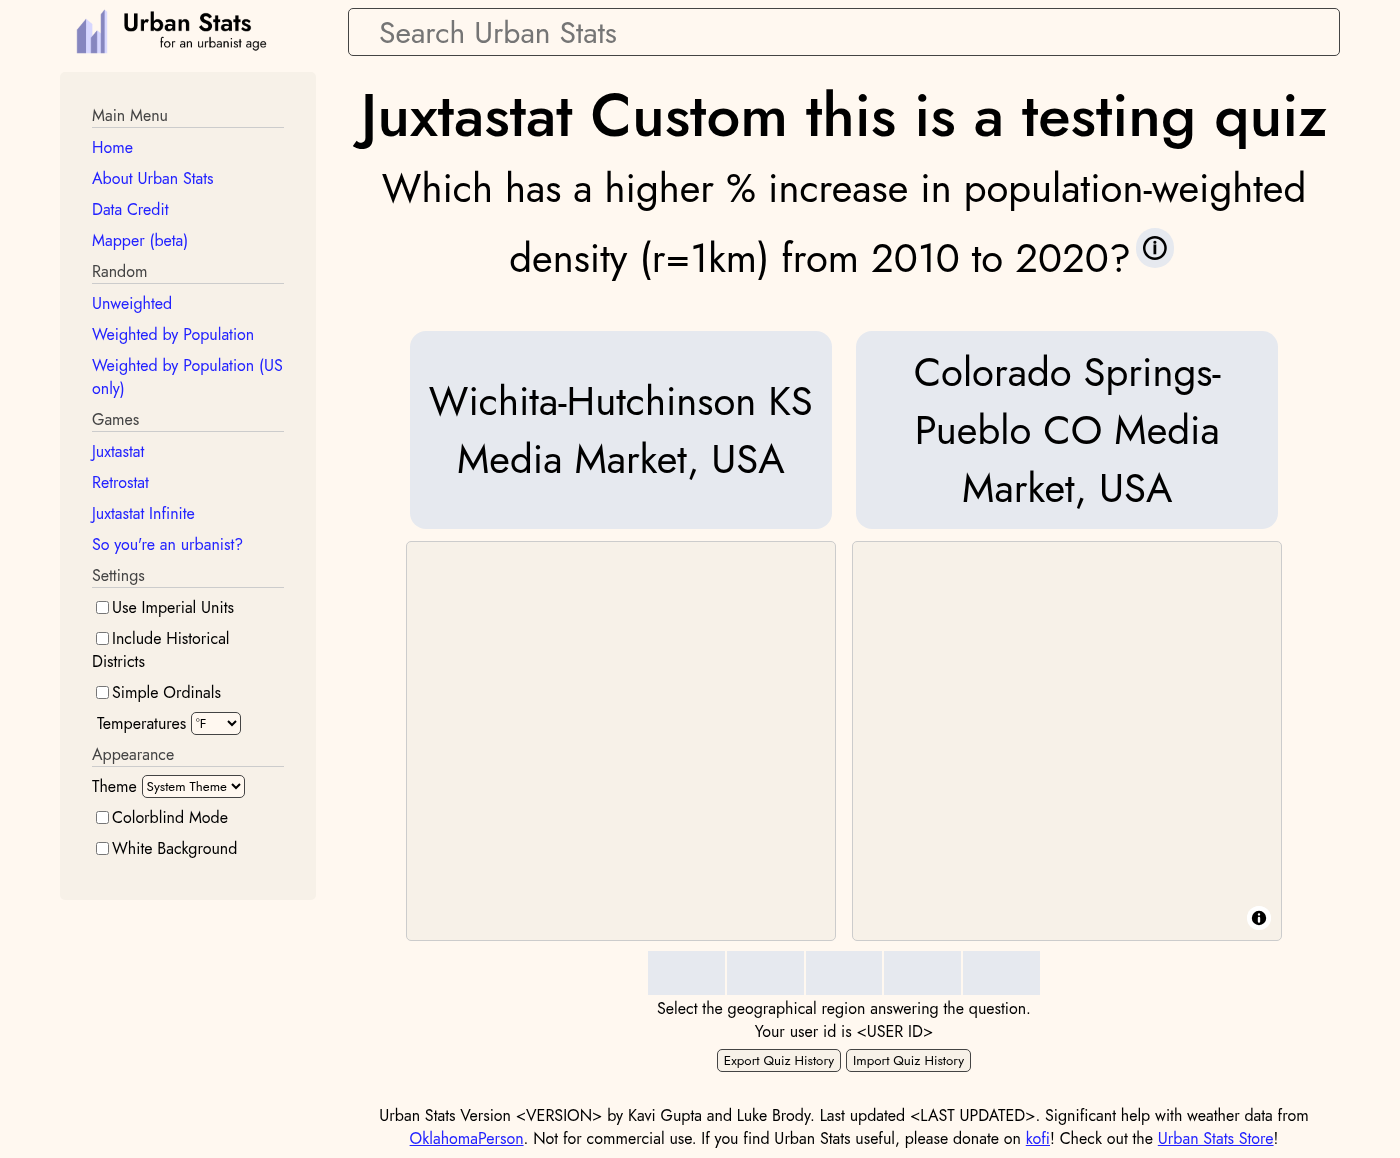 Urban Stats
for an urbanist age
Search Urban Stats
Main Menu
Home
About Urban Stats
Data Credit
Mapper (beta)
Random
Unweighted
Weighted by Population
Weighted by Population (US
only)
Games
Juxtastat
Retrostat
Juxtastat Infinite
So you're an urbanist?
Settings
Use Imperial Units
Include Historical
Districts
Simple Ordinals
Temperatures °F
Appearance
Theme System Theme
Colorblind Mode
White Background
Juxtastat Custom this is a testing quiz
Which has a higher % increase in population-weighted
density (r=1km) from 2010 to 2020?
Wichita-Hutchinson KS
Media Market, USA
Colorado Springs-
Pueblo CO Media
Market, USA
Select the geographical region answering the question.
Your user id is <USER ID>
Export Quiz History Import Quiz History
Urban Stats Version <VERSION> by Kavi Gupta and Luke Brody. Last updated <LAST UPDATED>. Significant help with weather data from
OklahomaPerson. Not for commercial use. If you find Urban Stats useful, please donate on kofi! Check out the Urban Stats Store!